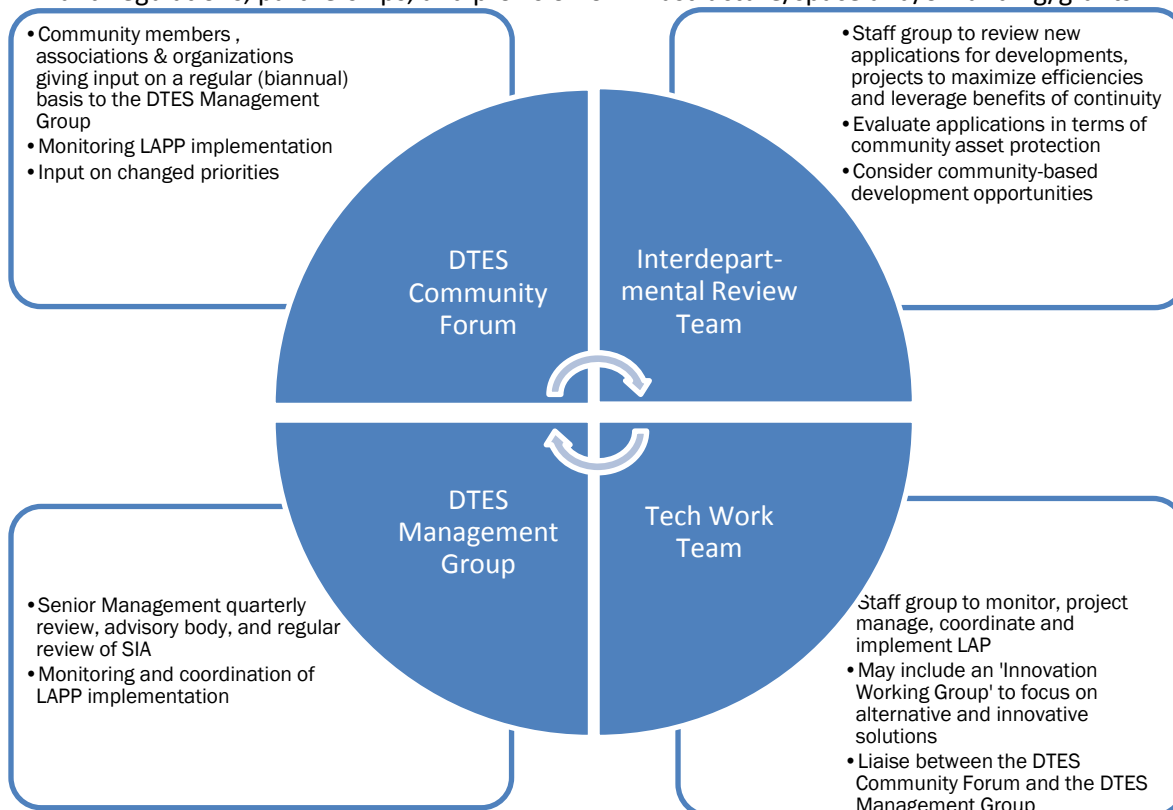 • Community members ,
associations & organizations
giving input on a regular (biannual)
basis to the DTES Management
Group
• Monitoring LAPP implementation
• Input on changed priorities
• Staff group to review new
applications for developments,
projects to maximize efficiencies
and leverage benefits of continuity
• Evaluate applications in terms of
community asset protection
• Consider community-based
development opportunities
DTES
Community
Forum
Interdepart-
mental Review
Team
DTES
Management
Group
Tech Work
Team
• Senior Management quarterly
review, advisory body, and regular
review of SIA
• Monitoring and coordination of
LAPP implementation
Staff group to monitor, project
manage, coordinate and
implement LAP
• May include an 'Innovation
Working Group' to focus on
alternative and innovative
solutions
• Liaise between the DTES
Community Forum and the DTES
Management Group